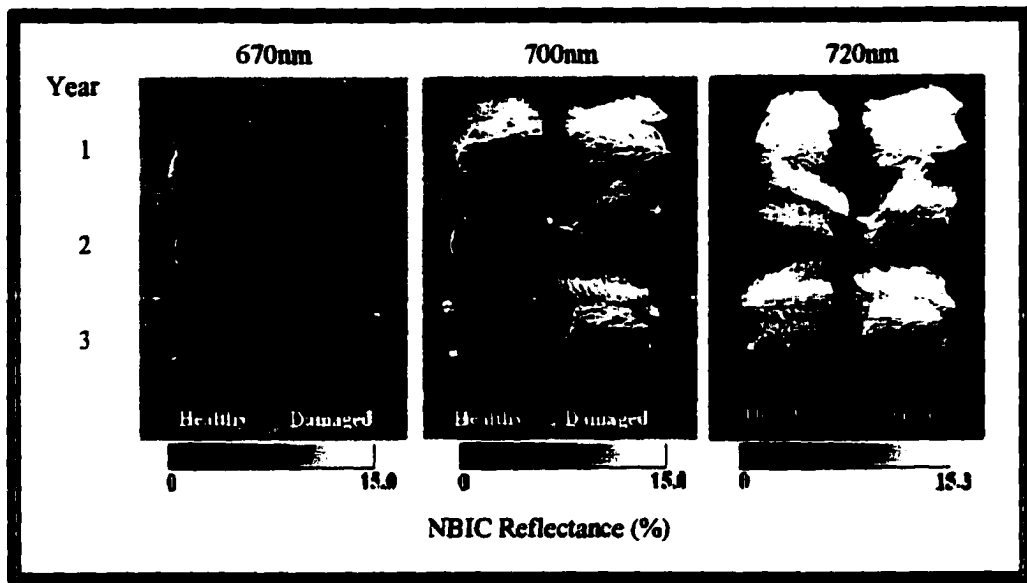 670nm 700nm 720nm
Year
1
2
3
Healthy Damaged Healthy Damaged
0 15.0 0 15.0 0 15.3
NBIC Reflectance (%)